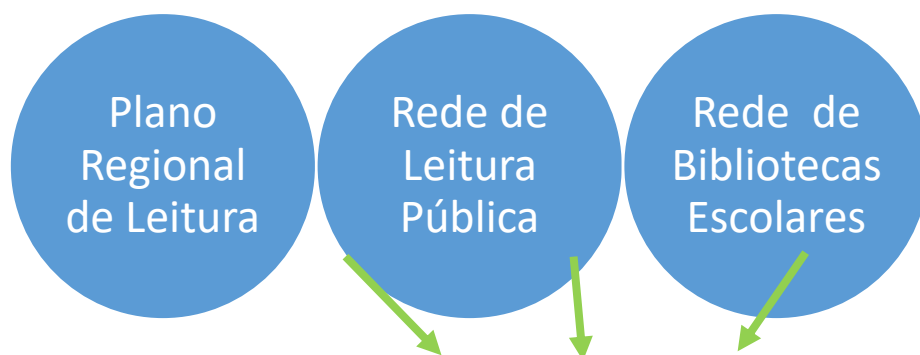 Plano
Regional
de Leitura
Rede de
Leitura
Pública
Rede de
Bibliotecas
Escolares